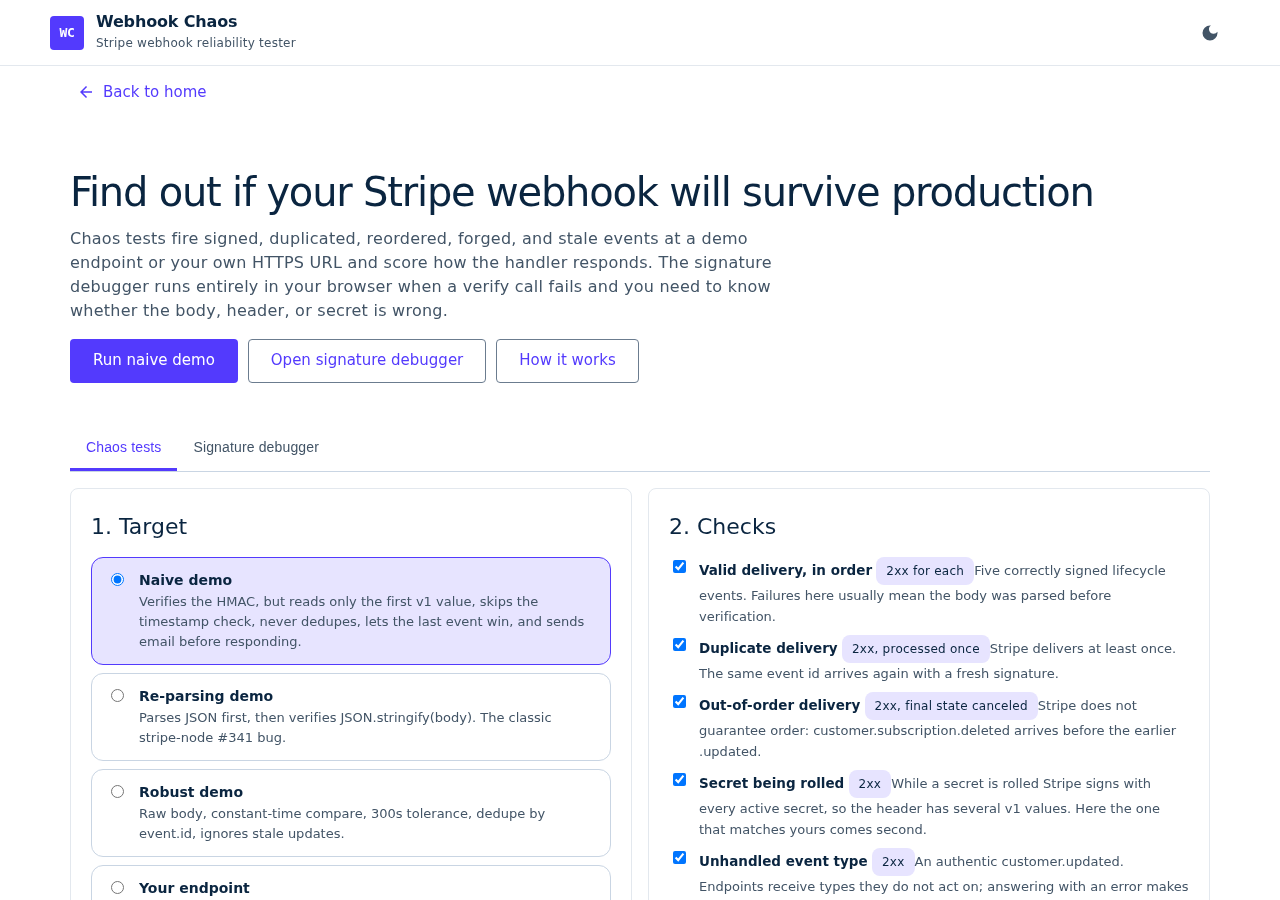 WC
Webhook Chaos
Stripe webhook reliability tester
Back to home
Find out if your Stripe webhook will survive production
Chaos tests fire signed, duplicated, reordered, forged, and stale events at a demo
endpoint or your own HTTPS URL and score how the handler responds. The signature
debugger runs entirely in your browser when a verify call fails and you need to know
whether the body, header, or secret is wrong.
Run naive demo
Open signature debugger
How it works
Chaos tests
Signature debugger
1. Target
Naive demo
Verifies the HMAC, but reads only the first v1 value, skips the
timestamp check, never dedupes, lets the last event win, and sends
email before responding.
Re-parsing demo
Parses JSON first, then verifies JSON.stringify(body). The classic
stripe-node #341 bug.
Robust demo
Raw body, constant-time compare, 300s tolerance, dedupe by
event.id, ignores stale updates.
Your endpoint
2. Checks
Valid delivery, in order 2xx for each Five correctly signed lifecycle
events. Failures here usually mean the body was parsed before
verification.
Duplicate delivery 2xx, processed once Stripe delivers at least once.
The same event id arrives again with a fresh signature.
Out-of-order delivery 2xx, final state canceled Stripe does not
guarantee order: customer.subscription.deleted arrives before the earlier
.updated.
Secret being rolled 2xx While a secret is rolled Stripe signs with
every active secret, so the header has several v1 values. Here the one
that matches yours comes second.
Unhandled event type 2xx An authentic customer.updated.
Endpoints receive types they do not act on; answering with an error makes